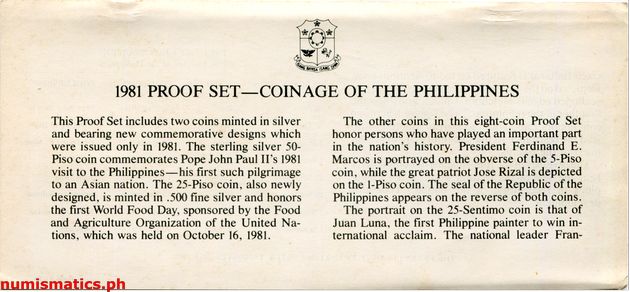 1981 PROOF SET—COINAGE OF THE PHILIPPINES
This Proof Set includes two coins minted in silver
and bearing new commemorative designs which
were issued only in 1981. The sterling silver 50-
Piso coin commemorates Pope John Paul II's 1981
visit to the Philippines—his first such pilgrimage
to an Asian nation. The 25-Piso coin, also newly
designed, is minted in .500 fine silver and honors
the first World Food Day, sponsored by the Food
and Agriculture Organization of the United Na-
tions, which was held on October 16, 1981.
The other coins in this eight-coin Proof Set
honor persons who have played an important part
in the nation's history. President Ferdinand E.
Marcos is portrayed on the obverse of the 5-Piso
coin, while the great patriot Jose Rizal is depicted
on the 1-Piso coin. The seal of the Republic of the
Philippines appears on the reverse of both coins.
The portrait on the 25-Sentimo coin is that of
Juan Luna, the first Philippine painter to win in-
ternational acclaim. The national leader Fran-
numismatics.ph